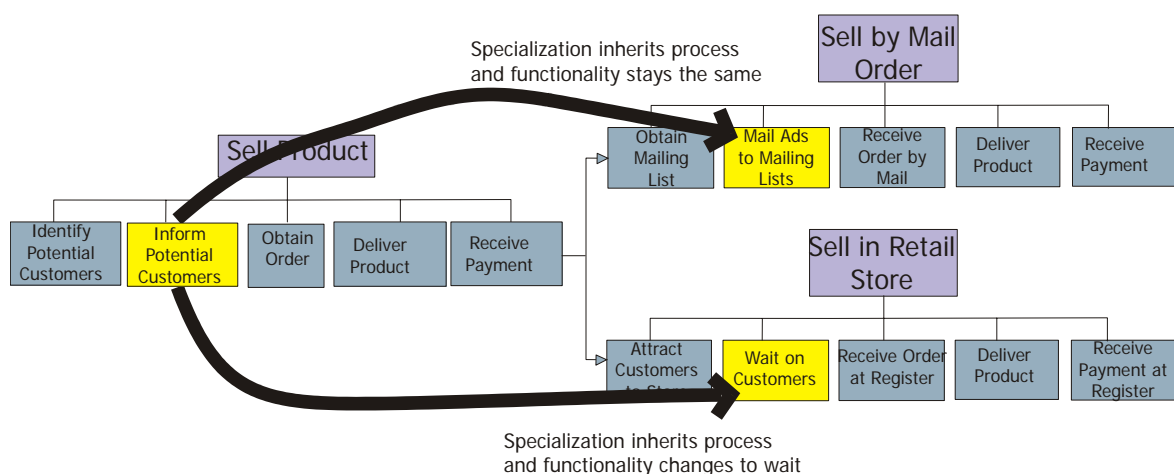 Specialization inherits process
and functionality stays the same
Sell by Mail
Order
Sell Product
Obtain
Mailing
List
Mail Ads
to Mailing
Lists
Receive
Order by
Mail
Deliver
Product
Receive
Payment
Identify
Potential
Customers
Inform
Potential
Customers
Obtain
Order
Deliver
Product
Receive
Payment
Sell in Retail
Store
Attract
Customers
to Store
Wait on
Customers
Receive Order
at Register
Deliver
Product
Receive
Payment at
Register
Specialization inherits process
and functionality changes to wait